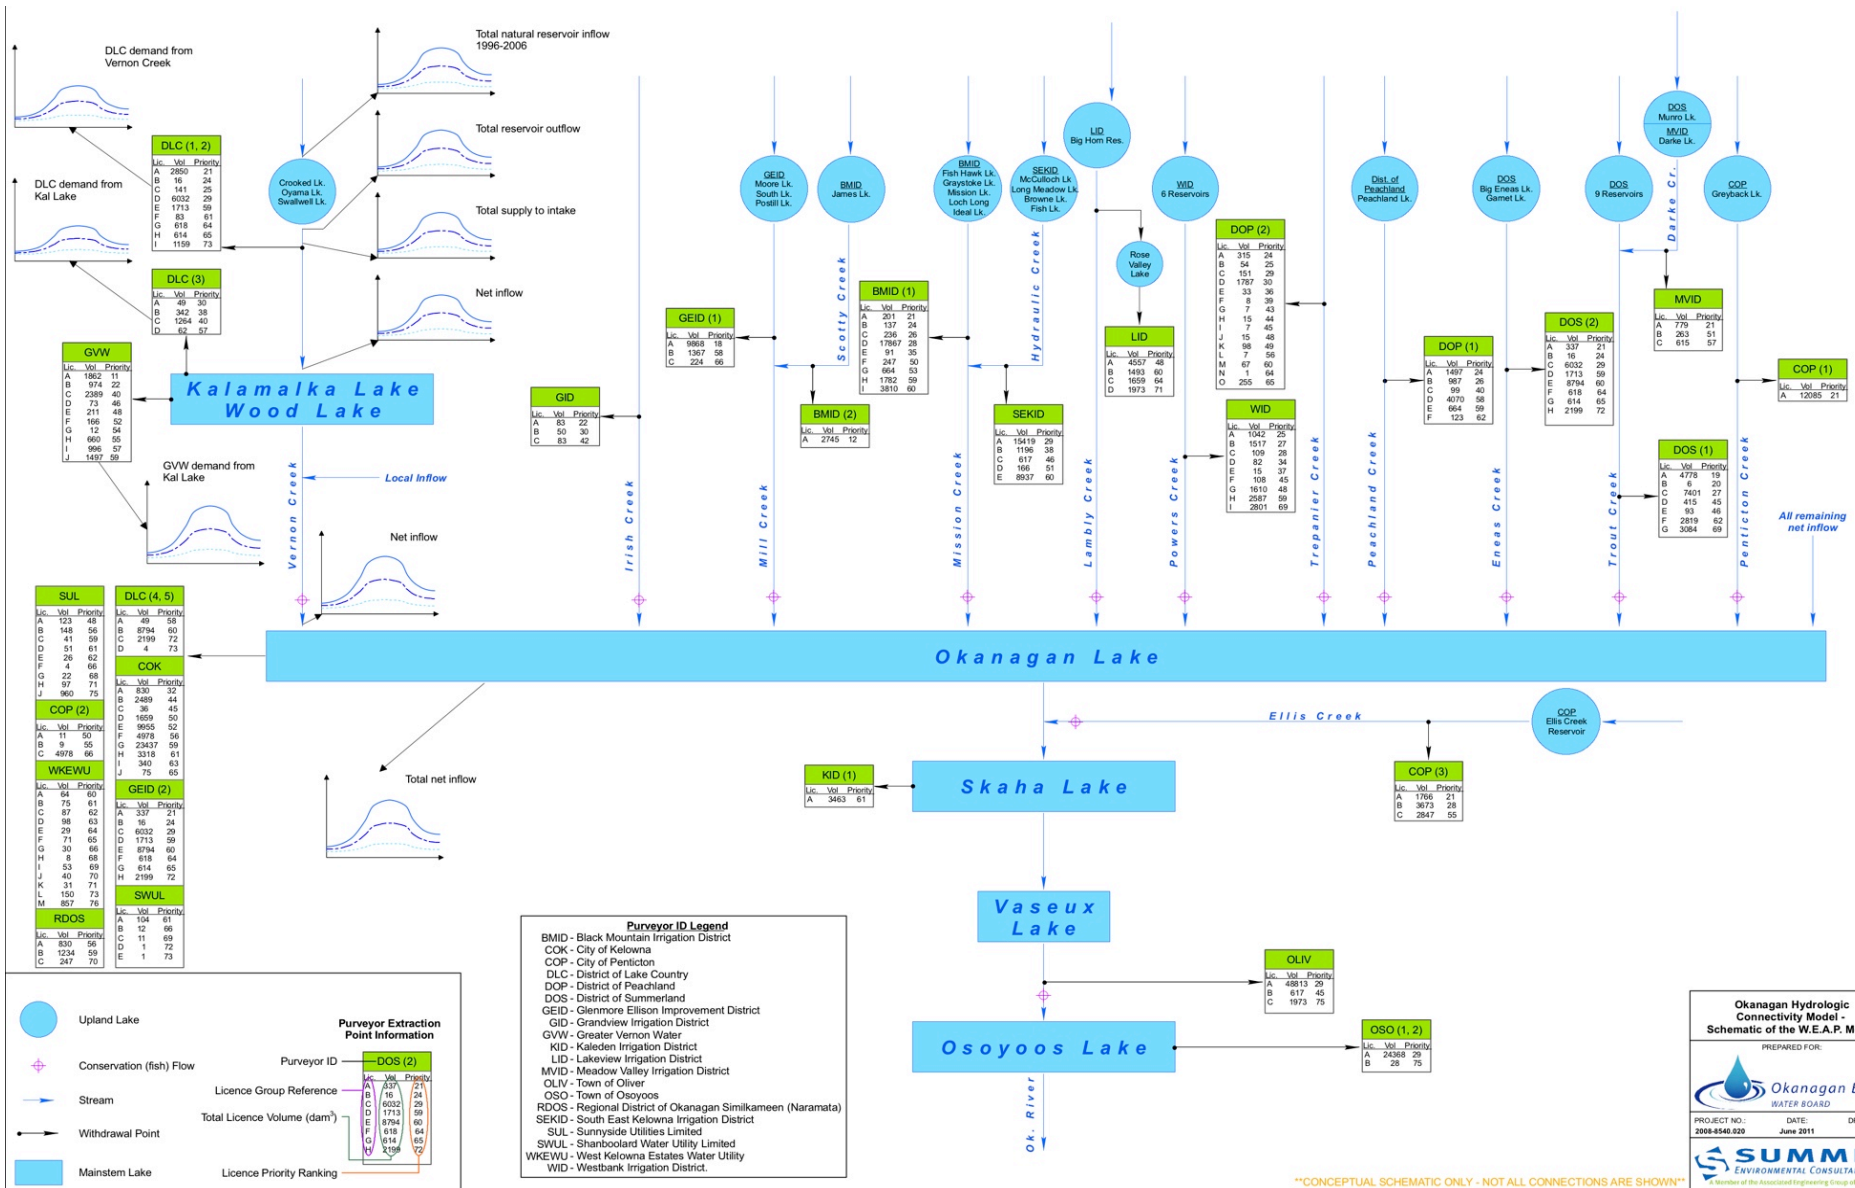 DLC demand from
Vernon Creek
DLC (1, 2)
Lic. Vol Priority
A 2850 21
B 16 24
C 141 25
D 6032 29
E 1713 59
F 83 61
G 618 64
H 614 65
I 1159 73
DLC demand from
Kal Lake
DLC (3)
Lic. Vol Priority
A 49 30
B 342 38
C 1264 40
D 62 57
GVW
Lic. Vol Priority
A 1862 11
B 974 22
C 2389 40
D 73 46
E 211 48
F 166 52
G 12 54
H 660 55
I 996 57
J 1497 59
GVW demand from
Kal Lake
Crooked Lk.
Oyama Lk.
Swallwell Lk.
Total natural reservoir inflow
1996-2006
Total reservoir outflow
Total supply to intake
Net inflow
Kalamalka Lake
Wood Lake
Local Inflow
Vernon Creek
Net inflow
GID
Lic. Vol Priority
A 83 22
B 50 30
C 83 42
Irish Creek
GEID
Moore Lk.
South Lk.
Postill Lk.
GEID (1)
Lic. Vol Priority
A 9868 18
B 1367 58
C 224 66
Mill Creek
BMID
James Lk.
Scotty Creek
BMID (2)
Lic. Vol Priority
A 2745 12
BMID
Fish Hawk Lk.
Graystoke Lk.
Mission Lk.
Loch Long
Ideal Lk.
BMID (1)
Lic. Vol Priority
A 201 21
B 137 24
C 236 26
D 17867 28
E 91 35
F 247 50
G 664 53
H 1782 59
I 3810 60
Mission Creek
SEKID
McCulloch Lk
Long Meadow Lk
Browne Lk.
Fish Lk.
Hydraulic Creek
SEKID
Lic. Vol Priority
A 15419 29
B 1196 38
C 617 46
D 166 51
E 8937 60
LID
Big Horn Res.
Rose
Valley
Lake
LID
Lic. Vol Priority
A 4557 48
B 1493 60
C 1659 64
D 1973 71
Lambly Creek
WID
6 Reservoirs
WID
Lic. Vol Priority
A 1042 25
B 1517 27
C 109 28
D 82 34
E 15 37
F 108 45
G 1610 48
H 2587 59
I 2801 69
Powers Creek
DOP (2)
Lic. Vol Priority
A 315 24
B 54 25
C 151 29
D 1787 30
E 33 36
F 8 39
G 7 43
H 15 44
I 7 45
J 15 48
K 98 49
L 7 56
M 67 60
N 1 64
O 255 65
Trepanier Creek
Dist. of
Peachland
Peachland Lk.
DOP (1)
Lic. Vol Priority
A 1497 24
B 987 26
C 99 40
D 4070 58
E 664 59
F 123 62
Peachland Creek
DOS
Big Eneas Lk.
Garnet Lk.
DOS (2)
Lic. Vol Priority
A 337 21
B 16 24
C 6032 29
D 1713 59
E 8794 60
F 618 64
G 614 65
H 2199 72
Eneas Creek
DOS
9 Reservoirs
DOS
Munro Lk.
MVID
Darke Lk.
Darke Cr.
MVID
Lic. Vol Priority
A 779 21
B 263 51
C 615 57
DOS (1)
Lic. Vol Priority
A 4778 19
B 6 20
C 7401 27
D 415 45
E 93 46
F 2819 62
G 3084 69
Trout Creek
COP
Greyback Lk.
COP (1)
Lic. Vol Priority
A 12085 21
Penticton Creek
All remaining
net inflow
Okanagan Lake
SUL
Lic. Vol Priority
A 123 48
B 148 56
C 41 59
D 51 61
E 26 62
F 4 66
G 22 68
H 97 71
J 960 75
COP (2)
Lic. Vol Priority
A 11 50
B 9 55
C 4978 66
WKEWU
Lic. Vol Priority
A 64 60
B 75 61
C 87 62
D 98 63
E 29 64
F 71 65
G 30 66
H 8 68
I 53 69
J 40 70
K 31 71
L 150 73
M 857 76
RDOS
Lic. Vol Priority
A 830 56
B 1234 59
C 247 70
DLC (4, 5)
Lic. Vol Priority
A 49 58
B 8794 60
C 2199 72
D 4 73
COK
Lic. Vol Priority
A 830 32
B 2489 44
C 36 45
D 1659 50
E 9955 52
F 4978 56
G 23437 59
H 3318 61
I 340 63
J 75 65
GEID (2)
Lic. Vol Priority
A 337 21
B 16 24
C 6032 29
D 1713 59
E 8794 60
F 618 64
G 614 65
H 2199 72
SWUL
Lic. Vol Priority
A 104 61
B 12 66
C 11 69
D 1 72
E 1 73
Total net inflow
Ellis Creek
COP
Ellis Creek
Reservoir
COP (3)
Lic. Vol Priority
A 1766 21
B 3673 28
C 2847 55
KID (1)
Lic. Vol Priority
A 3463 61
Skaha Lake
Vaseux
Lake
OLIV
Lic. Vol Priority
A 48813 29
B 617 45
C 1973 75
Osoyoos Lake
OSO (1, 2)
Lic. Vol Priority
A 24368 29
B 28 75
Ok. River
Upland Lake
Conservation (fish) Flow
Stream
Withdrawal Point
Mainstem Lake
Purveyor Extraction
Point Information
Purveyor ID
Licence Group Reference
Total Licence Volume (dam³)
Licence Priority Ranking
DOS (2)
Lic. Vol Priority
A 337 21
B 16 24
C 6032 29
D 1713 59
E 8794 60
F 618 64
G 614 65
H 2199 72
Purveyor ID Legend
BMID - Black Mountain Irrigation District
COK - City of Kelowna
COP - City of Penticton
DLC - District of Lake Country
DOP - District of Peachland
DOS - District of Summerland
GEID - Glenmore Ellison Improvement District
GID - Grandview Irrigation District
GVW - Greater Vernon Water
KID - Kaleden Irrigation District
LID - Lakeview Irrigation District
MVID - Meadow Valley Irrigation District
OLIV - Town of Oliver
OSO - Town of Osoyoos
RDOS - Regional District of Okanagan Similkameen (Naramata)
SEKID - South East Kelowna Irrigation District
SUL - Sunnyside Utilities Limited
SWUL - Shanboolard Water Utility Limited
WKEWU - West Kelowna Estates Water Utility
WID - Westbank Irrigation District.
**CONCEPTUAL SCHEMATIC ONLY - NOT ALL CONNECTIONS ARE SHOWN**
Okanagan Hydrologic
Connectivity Model -
Schematic of the W.E.A.P. M
PREPARED FOR:
Okanagan B
WATER BOARD
PROJECT NO.: DATE: D
2008-8540.020 June 2011
SUMMI
ENVIRONMENTAL CONSULTA
A Member of the Associated Engineering Group of